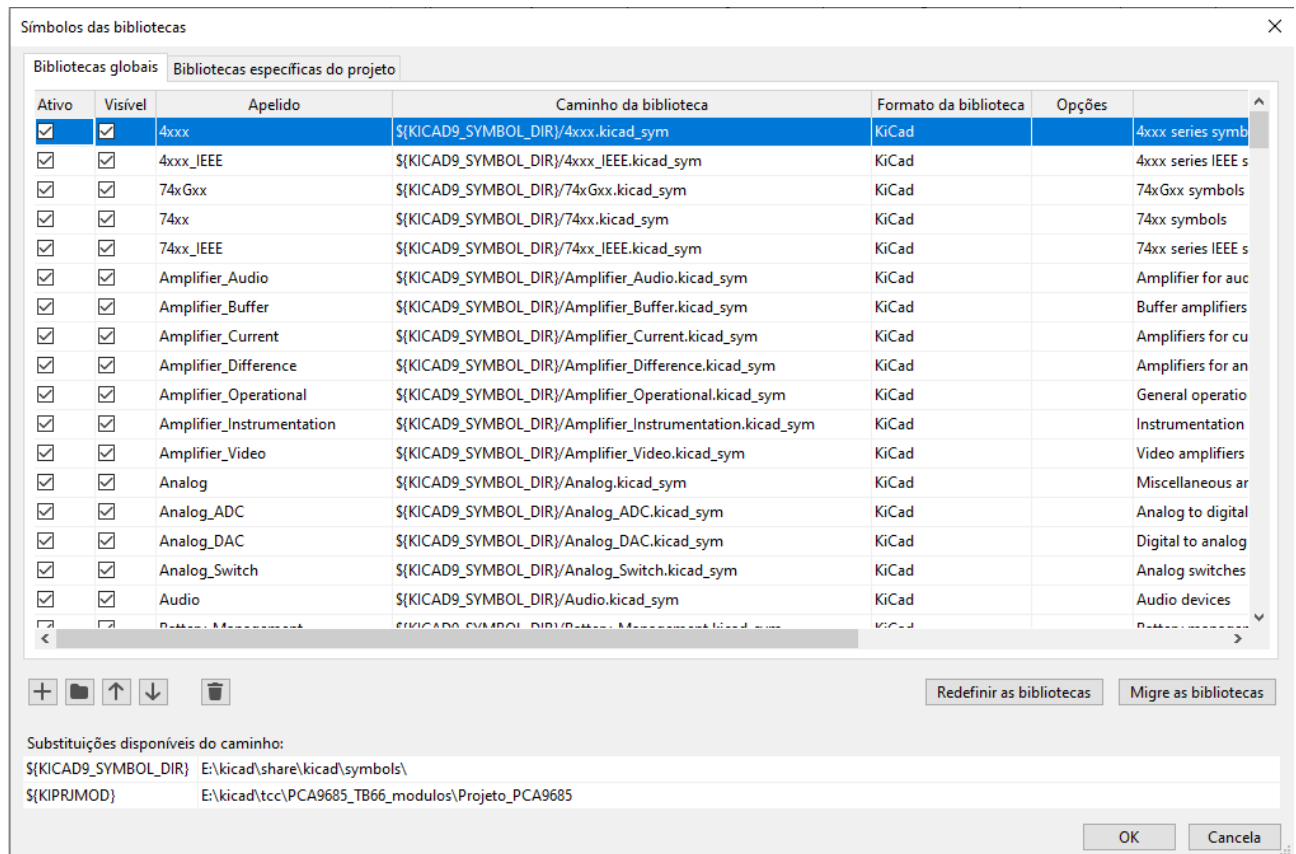 Símbolos das bibliotecas
Bibliotecas globais Bibliotecas específicas do projeto
Ativo Visível Apelido Caminho da biblioteca Formato da biblioteca Opções
4xxx ${KICAD9_SYMBOL_DIR}/4xxx.kicad_sym KiCad 4xxx series symb
4xxx_IEEE ${KICAD9_SYMBOL_DIR}/4xxx_IEEE.kicad_sym KiCad 4xxx series IEEE s
74xGxx ${KICAD9_SYMBOL_DIR}/74xGxx.kicad_sym KiCad 74xGxx symbols
74xx ${KICAD9_SYMBOL_DIR}/74xx.kicad_sym KiCad 74xx symbols
74xx_IEEE ${KICAD9_SYMBOL_DIR}/74xx_IEEE.kicad_sym KiCad 74xx series IEEE s
Amplifier_Audio ${KICAD9_SYMBOL_DIR}/Amplifier_Audio.kicad_sym KiCad Amplifier for aud
Amplifier_Buffer ${KICAD9_SYMBOL_DIR}/Amplifier_Buffer.kicad_sym KiCad Buffer amplifiers
Amplifier_Current ${KICAD9_SYMBOL_DIR}/Amplifier_Current.kicad_sym KiCad Amplifiers for cu
Amplifier_Difference ${KICAD9_SYMBOL_DIR}/Amplifier_Difference.kicad_sym KiCad Amplifiers for an
Amplifier_Operational ${KICAD9_SYMBOL_DIR}/Amplifier_Operational.kicad_sym KiCad General operatio
Amplifier_Instrumentation ${KICAD9_SYMBOL_DIR}/Amplifier_Instrumentation.kicad_sym KiCad Instrumentation
Amplifier_Video ${KICAD9_SYMBOL_DIR}/Amplifier_Video.kicad_sym KiCad Video amplifiers
Analog ${KICAD9_SYMBOL_DIR}/Analog.kicad_sym KiCad Miscellaneous ar
Analog_ADC ${KICAD9_SYMBOL_DIR}/Analog_ADC.kicad_sym KiCad Analog to digital
Analog_DAC ${KICAD9_SYMBOL_DIR}/Analog_DAC.kicad_sym KiCad Digital to analog
Analog_Switch ${KICAD9_SYMBOL_DIR}/Analog_Switch.kicad_sym KiCad Analog switches
Audio ${KICAD9_SYMBOL_DIR}/Audio.kicad_sym KiCad Audio devices
Battery_Management ${KICAD9_SYMBOL_DIR}/Battery_Management.kicad_sym KiCad
Redefinir as bibliotecas Migre as bibliotecas
Substituições disponíveis do caminho:
${KICAD9_SYMBOL_DIR} E:\kicad\share\kicad\symbols\
${KIPRJMOD} E:\kicad\tcc\PCA9685_TB66_modulos\Projeto_PCA9685
OK Cancela